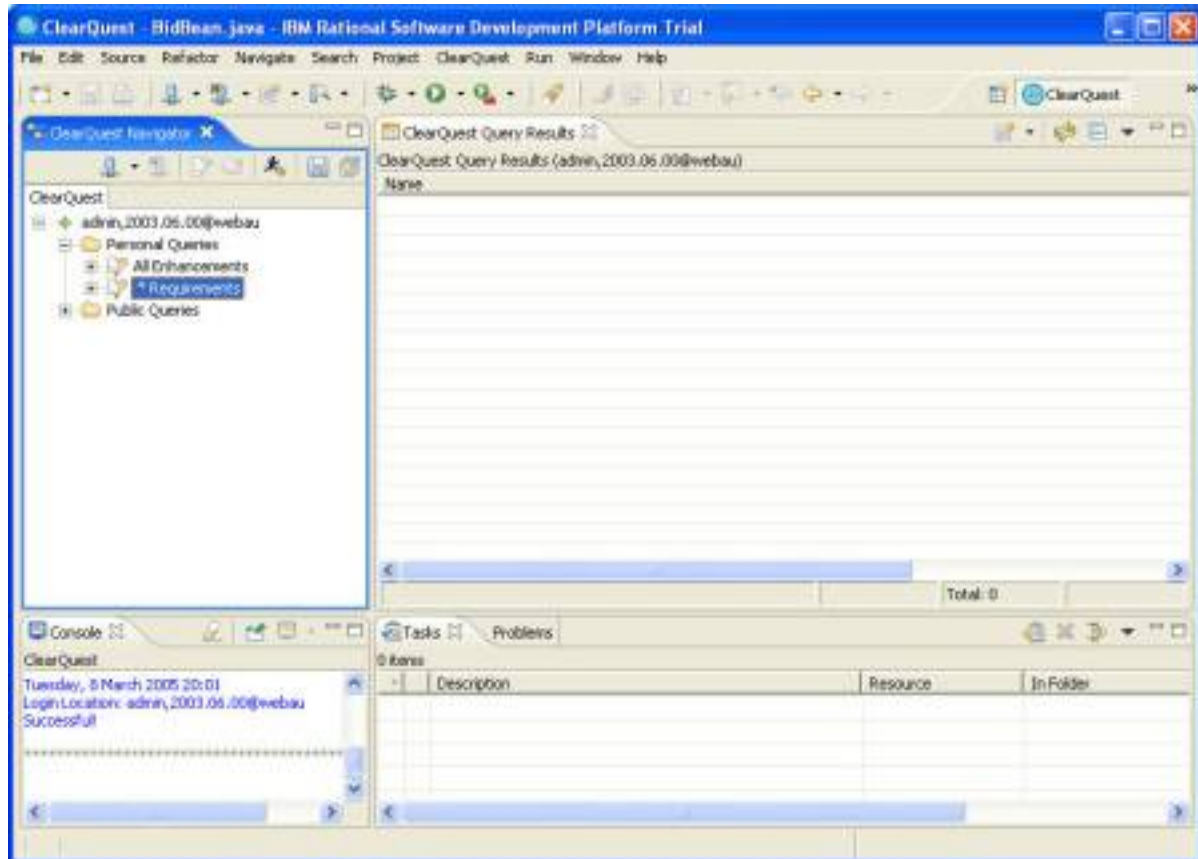 ClearQuest - BidBean.java - IBM Rational Software Development Platform Trial
File Edit Source Refactor Navigate Search Project ClearQuest Run Window Help
ClearQuest
ClearQuest Navigator
ClearQuest Query Results
ClearQuest Query Results (admin,2003.06.00@webau)
Name
ClearQuest
admin,2003.06.00@webau
Personal Queries
All Enhancements
* Requirements
Public Queries
Total: 0
Console
Tasks Problems
ClearQuest
0 items
Description Resource In Folder
Tuesday, 8 March 2005 20:01
Login Location: admin,2003.06.00@webau
Successful!